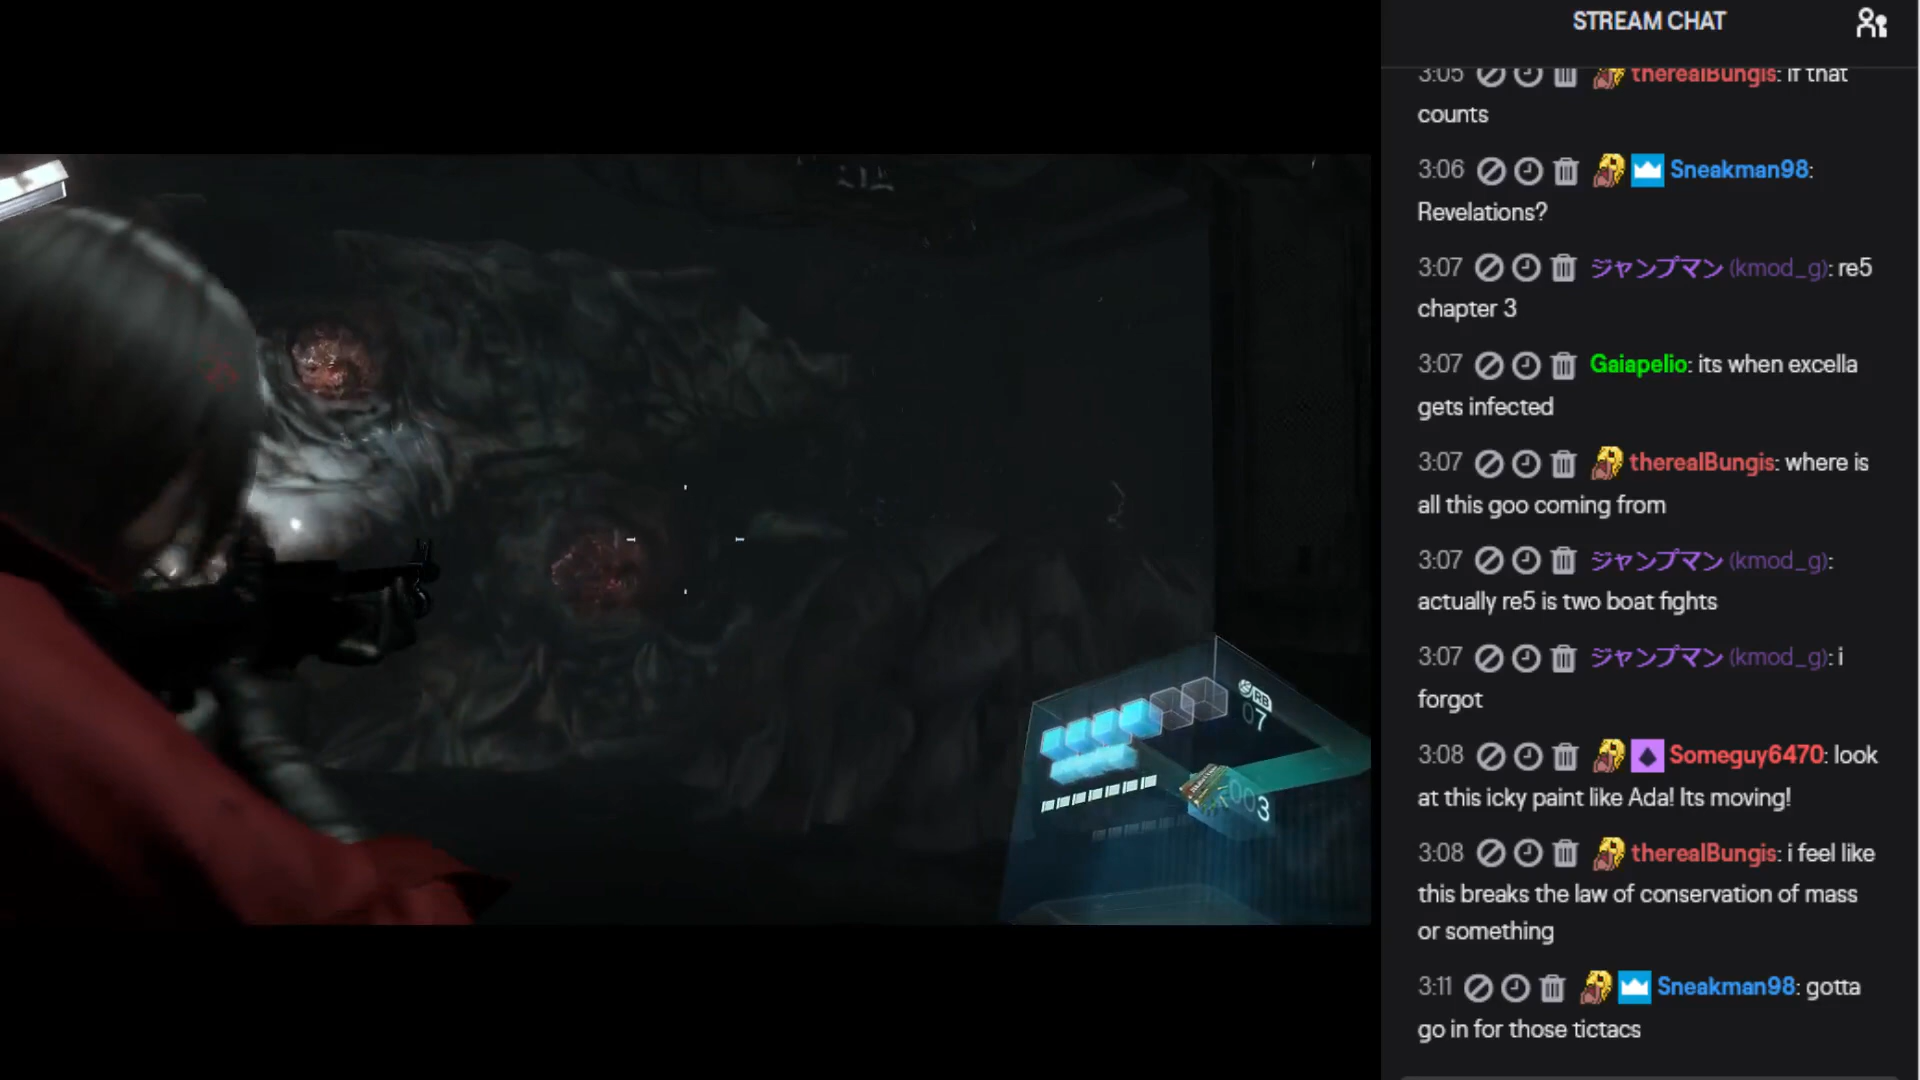 STREAM CHAT
3:05 therealBungis: if that
counts
3:06 Sneakman98:
Revelations?
3:07 ジャンプマン (kmod_g): re5
chapter 3
3:07 Gaiapelio: its when excella
gets infected
3:07 therealBungis: where is
all this goo coming from
3:07 ジャンプマン (kmod_g):
actually re5 is two boat fights
3:07 ジャンプマン (kmod_g): i
forgot
3:08 Someguy6470: look
at this icky paint like Ada! Its moving!
3:08 therealBungis: i feel like
this breaks the law of conservation of mass
or something
3:11 Sneakman98: gotta
go in for those tictacs
RB
07
003